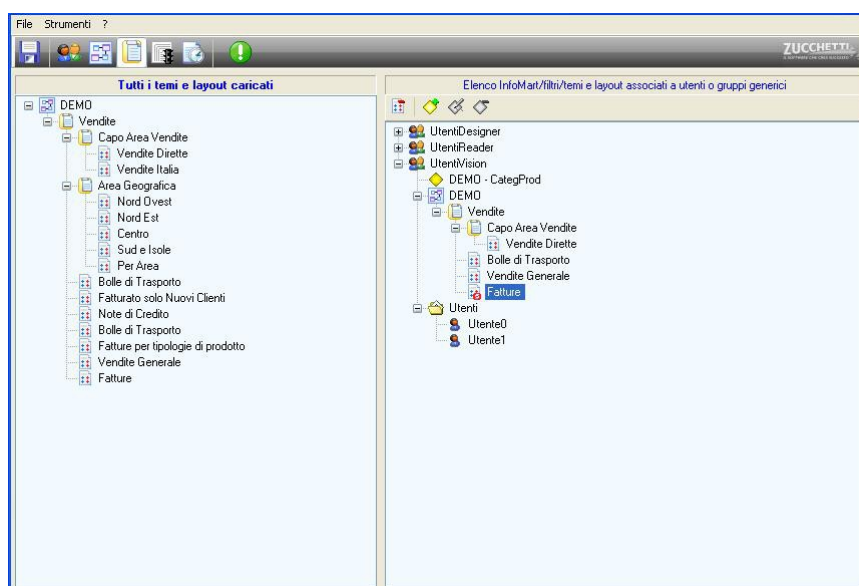 File Strumenti ?
ZUCCHETTI
Tutti i temi e layout caricati
DEMO
Vendite
Capo Area Vendite
Vendite Dirette
Vendite Italia
Area Geografica
Nord Ovest
Nord Est
Centro
Sud e Isole
Per Area
Bolle di Trasporto
Fatturato solo Nuovi Clienti
Note di Credito
Bolle di Trasporto
Fatture per tipologie di prodotto
Vendite Generale
Fatture
Elenco InfoMart/filtri/temi e layout associati a utenti o gruppi generici
UtentiDesigner
UtentiReader
UtentiVision
DEMO - CategProd
DEMO
Vendite
Capo Area Vendite
Vendite Dirette
Bolle di Trasporto
Vendite Generale
Fatture
Utenti
Utente0
Utente1